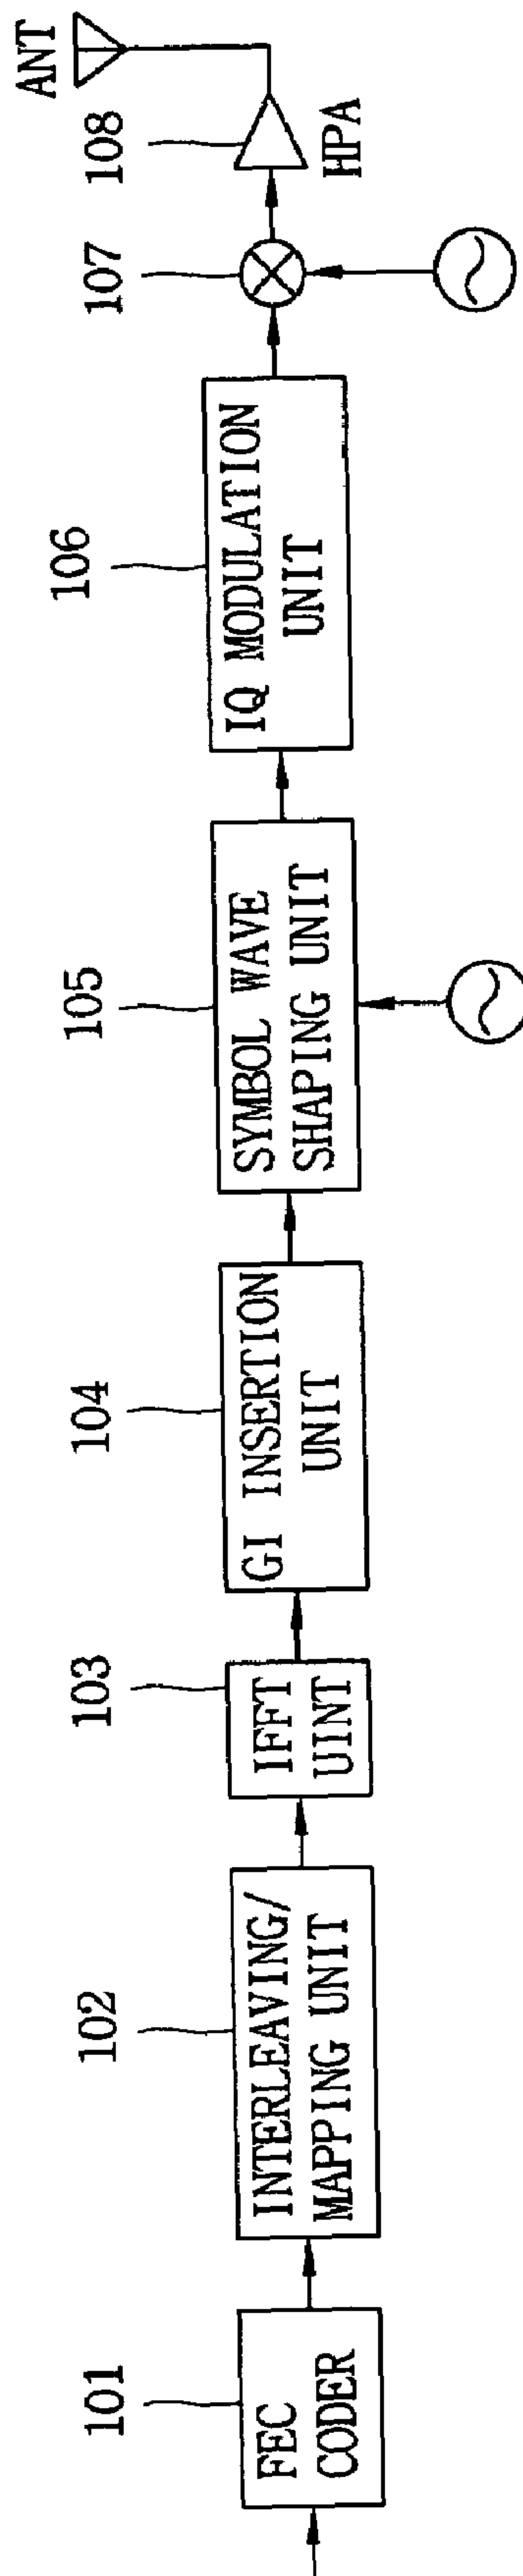 101
FEC
CODER
102
INTERLEAVING/
MAPPING UNIT
103
IFFT
UINT
104
GI INSERTION
UNIT
105
SYMBOL WAVE
SHAPING UNIT
106
IQ MODULATION
UNIT
107
108
HPA
ANT